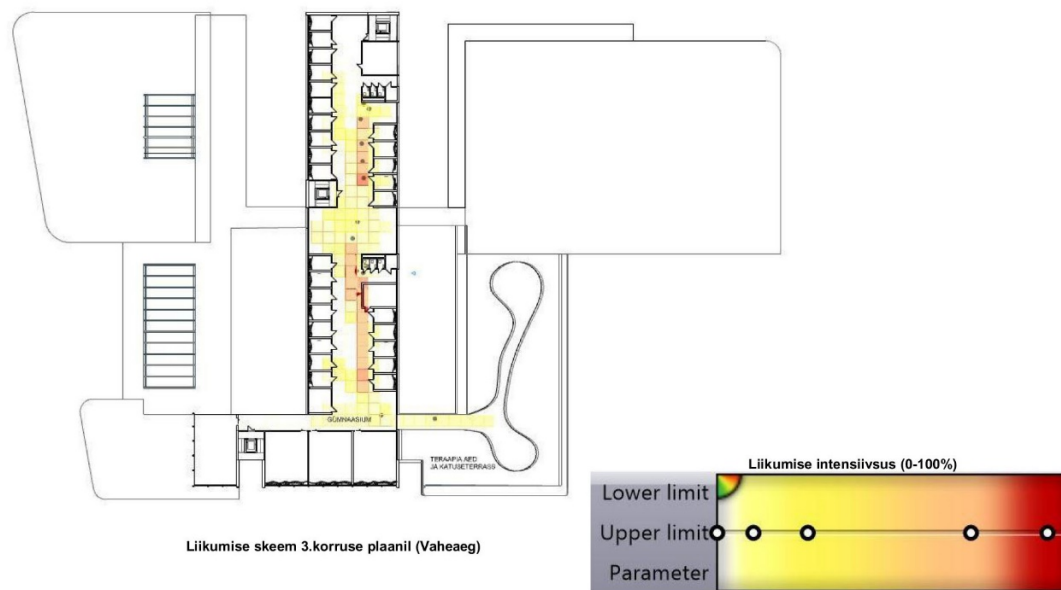 GÜMNAASIUM
TERAAPIA AED
JA KATUSETERRASS
Liikumise intensiivsus (0-100%)
Lower limit
Upper limit
Parameter
Liikumise skeem 3.korruse plaanil (Vaheaeg)